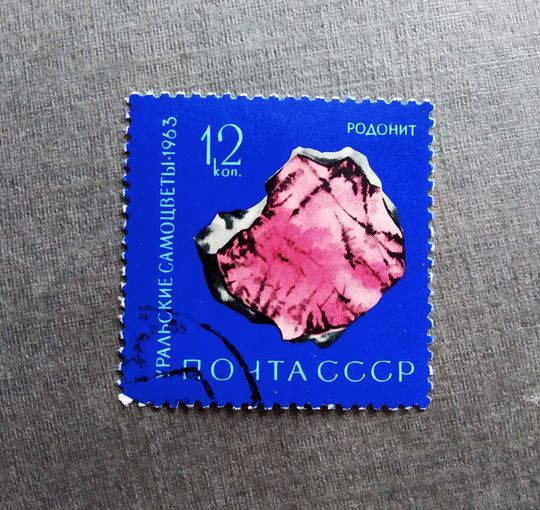 12
коп.
РОДОНИТ
УРАЛЬСКИЕ САМОЦВЕТЫ·1963
ПОЧТА СССР